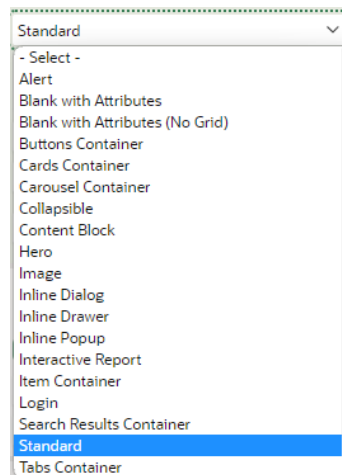 Standard
- Select -
Alert
Blank with Attributes
Blank with Attributes (No Grid)
Buttons Container
Cards Container
Carousel Container
Collapsible
Content Block
Hero
Image
Inline Dialog
Inline Drawer
Inline Popup
Interactive Report
Item Container
Login
Search Results Container
Standard
Tabs Container